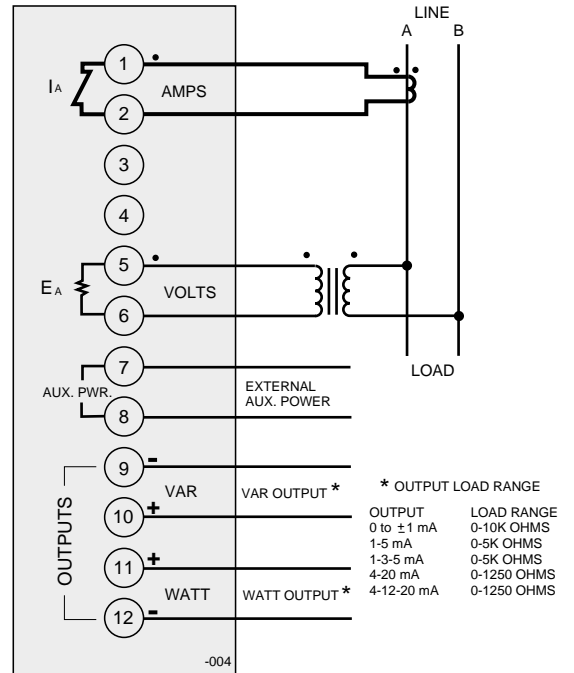 LINE
A B
1
IA
AMPS
2
3
4
5
EA
VOLTS
6
LOAD
7
AUX. PWR.
EXTERNAL
AUX. POWER
8
OUTPUTS
9 -
VAR
VAR OUTPUT *
10 +
11 +
WATT
WATT OUTPUT *
12 -
* OUTPUT LOAD RANGE
OUTPUT LOAD RANGE
0 to ±1 mA 0-10K OHMS
1-5 mA 0-5K OHMS
1-3-5 mA 0-5K OHMS
4-20 mA 0-1250 OHMS
4-12-20 mA 0-1250 OHMS
-004